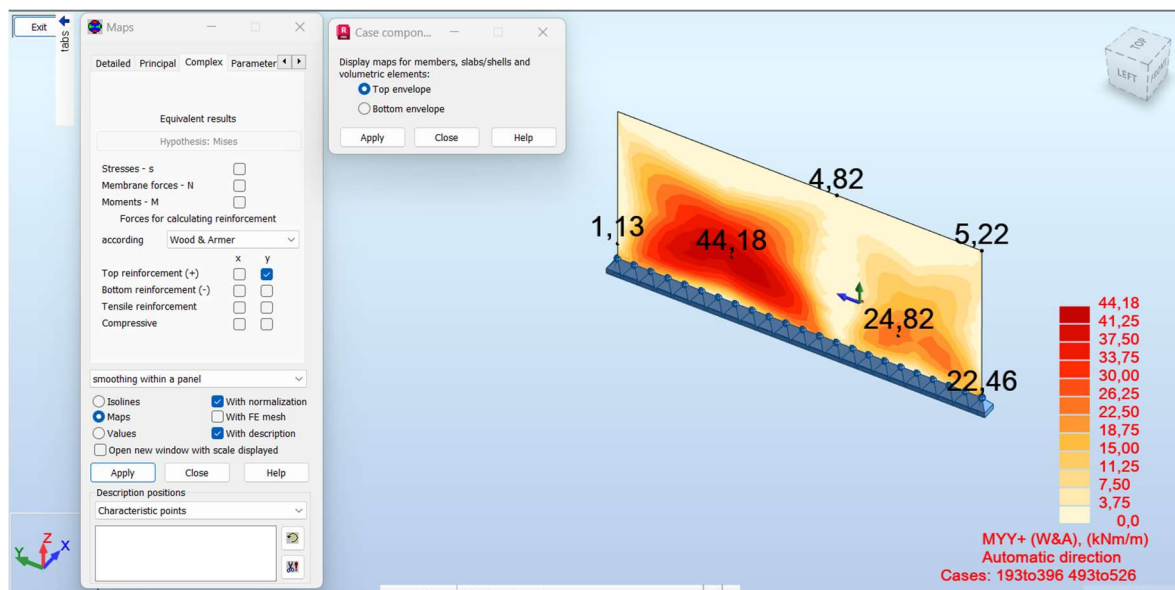 Exit
tabs
Maps
Detailed Principal Complex Parameter
Equivalent results
Hypothesis: Mises
Stresses - s
Membrane forces - N
Moments - M
Forces for calculating reinforcement
according Wood & Armer
x y
Top reinforcement (+)
Bottom reinforcement (-)
Tensile reinforcement
Compressive
smoothing within a panel
Isolines With normalization
Maps With FE mesh
Values With description
Open new window with scale displayed
Apply Close Help
Description positions
Characteristic points
Case compon...
Display maps for members, slabs/shells and
volumetric elements:
Top envelope
Bottom envelope
Apply Close Help
TOP
LEFT FRONT
4,82
1,13
44,18
5,22
24,82
22,46
44,18
41,25
37,50
33,75
30,00
26,25
22,50
18,75
15,00
11,25
7,50
3,75
0,0
MYY+ (W&A), (kNm/m)
Automatic direction
Cases: 193to396 493to526
Z
Y X